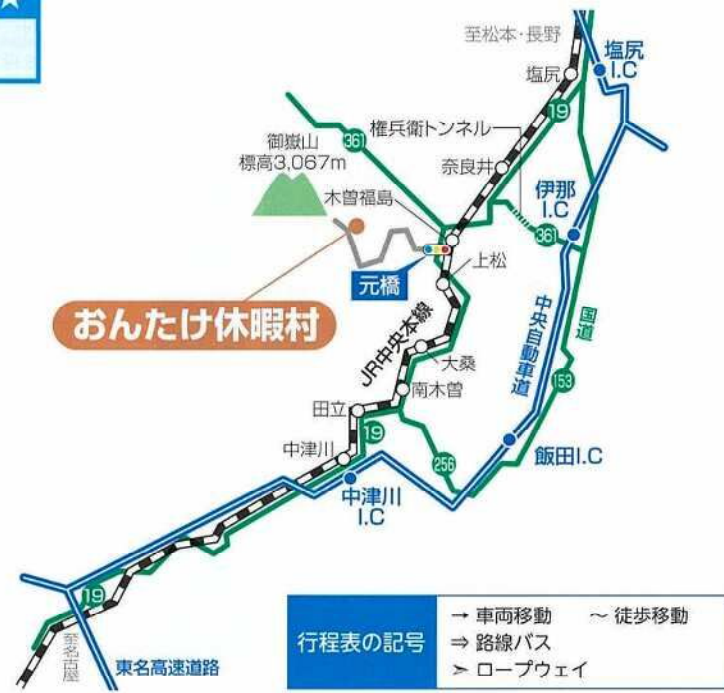 至松本・長野
塩尻
I.C
塩尻
19
361
権兵衛トンネル
御嶽山
標高3,067m
奈良井
木曽福島
伊那
I.C
361
上松
元橋
おんたけ休暇村
JR中央本線
中央自動車道
国道
大桑
153
南木曽
田立
19
中津川
256
飯田I.C
中津川
I.C
19
至名古屋
東名高速道路
行程表の記号
→ 車両移動 ~ 徒歩移動
⇒ 路線バス
➣ ロープウェイ